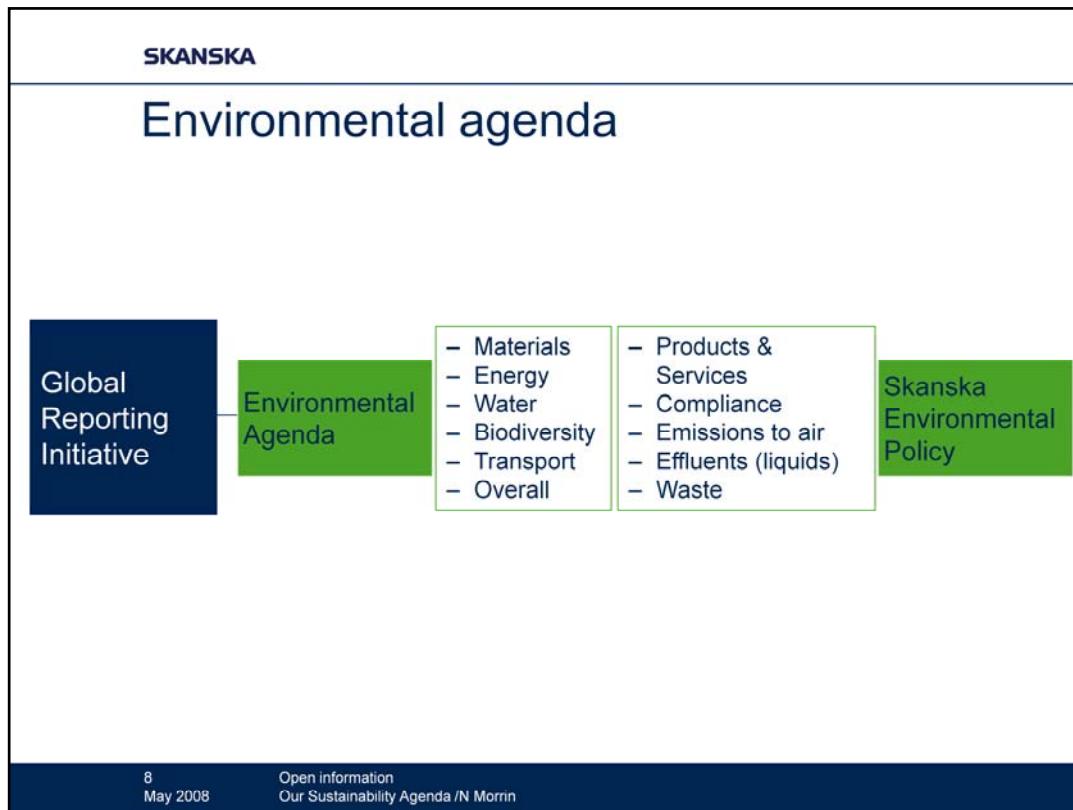 SKANSKA
Environmental agenda
Global
Reporting
Initiative
Environmental
Agenda
– Materials
– Energy
– Water
– Biodiversity
– Transport
– Overall
– Products &
Services
– Compliance
– Emissions to air
– Effluents (liquids)
– Waste
Skanska
Environmental
Policy
8 Open information
May 2008 Our Sustainability Agenda /N Morrin